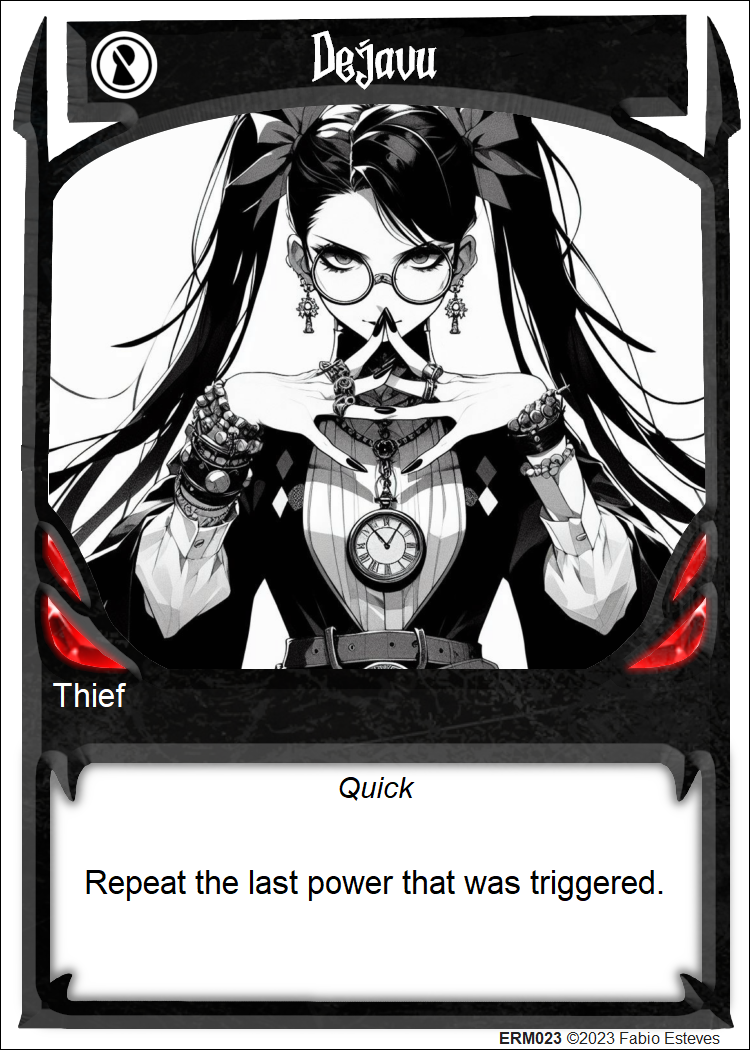 Dejavu
Thief
Quick
Repeat the last power that was triggered.
ERM023 ©2023 Fabio Esteves